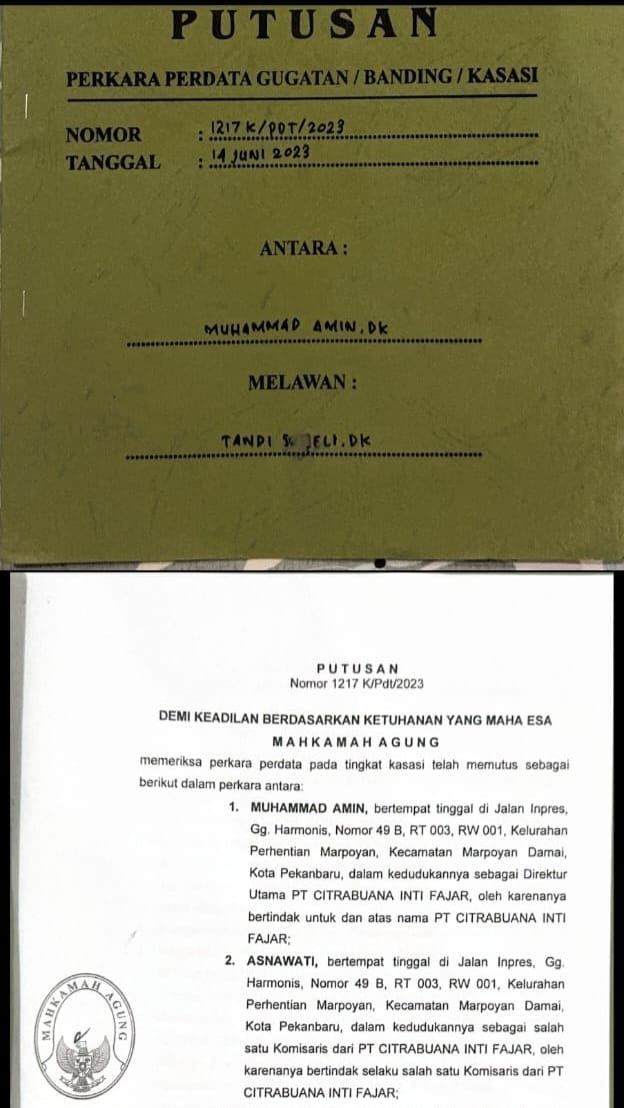 PUTUSAN
PERKARA PERDATA GUGATAN / BANDING / KASASI
NOMOR : 1217 K/PDT/2023
TANGGAL : 14 JUNI 2023
ANTARA :
MUHAMMAD AMIN, DK
MELAWAN :
TANDI S. JELI. DK
PUTUSAN
Nomor 1217 K/Pdt/2023
DEMI KEADILAN BERDASARKAN KETUHANAN YANG MAHA ESA
MAHKAMAH AGUNG
memeriksa perkara perdata pada tingkat kasasi telah memutus sebagai
berikut dalam perkara antara:
1. MUHAMMAD AMIN, bertempat tinggal di Jalan Inpres,
Gg. Harmonis, Nomor 49 B, RT 003, RW 001, Kelurahan
Perhentian Marpoyan, Kecamatan Marpoyan Damai,
Kota Pekanbaru, dalam kedudukannya sebagai Direktur
Utama PT CITRABUANA INTI FAJAR, oleh karenanya
bertindak untuk dan atas nama PT CITRABUANA INTI
FAJAR;
2. ASNAWATI, bertempat tinggal di Jalan Inpres, Gg.
Harmonis, Nomor 49 B, RT 003, RW 001, Kelurahan
Perhentian Marpoyan, Kecamatan Marpoyan Damai,
Kota Pekanbaru, dalam kedudukannya sebagai salah
satu Komisaris dari PT CITRABUANA INTI FAJAR, oleh
karenanya bertindak selaku salah satu Komisaris dari PT
CITRABUANA INTI FAJAR;
MAHKAMAH AGUNG